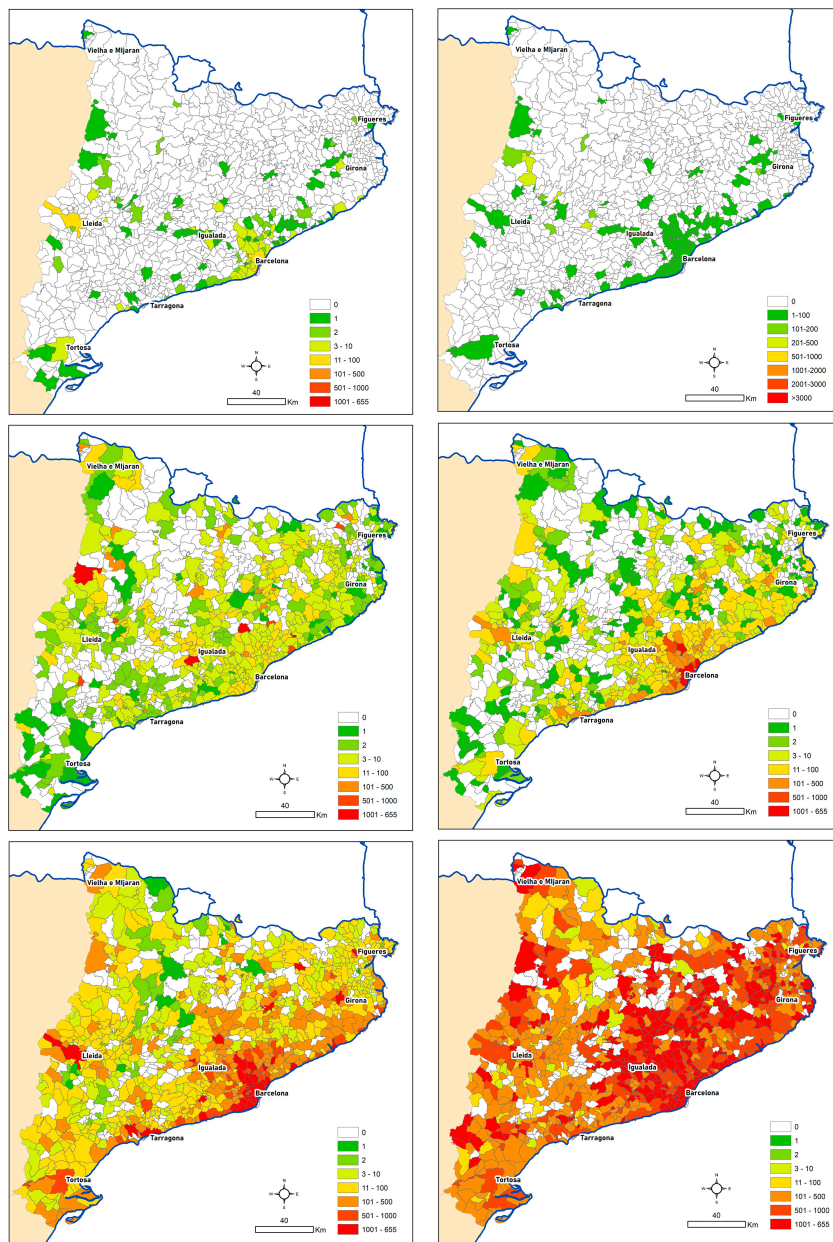 Vielha e MIjaran
Figueres
Girona
Lleida
Igualada
Barcelona
Tarragona
Tortosa
0
1
2
3 - 10
11 - 100
101 - 500
501 - 1000
1001 - 655
N
W E
S
40
Km
Vielha e MIjaran
Figueres
Girona
Lleida
Igualada
Barcelona
Tarragona
Tortosa
0
1-100
101-200
201-500
501-1000
1001-2000
2001-3000
>3000
N
W E
S
40
Km
Vielha e MIjaran
Figueres
Girona
Lleida
Igualada
Barcelona
Tarragona
Tortosa
0
1
2
3 - 10
11 - 100
101 - 500
501 - 1000
1001 - 655
N
W E
S
40
Km
Vielha e MIjaran
Figueres
Girona
Lleida
Igualada
Barcelona
Tarragona
Tortosa
0
1
2
3 - 10
11 - 100
101 - 500
501 - 1000
1001 - 655
N
W E
S
40
Km
Vielha e MIjaran
Figueres
Girona
Lleida
Igualada
Barcelona
Tarragona
Tortosa
0
1
2
3 - 10
11 - 100
101 - 500
501 - 1000
1001 - 655
N
W E
S
40
Km
Vielha e MIjaran
Figueres
Girona
Lleida
Igualada
Barcelona
Tarragona
Tortosa
0
1
2
3 - 10
11 - 100
101 - 500
501 - 1000
1001 - 655
N
W E
S
40
Km